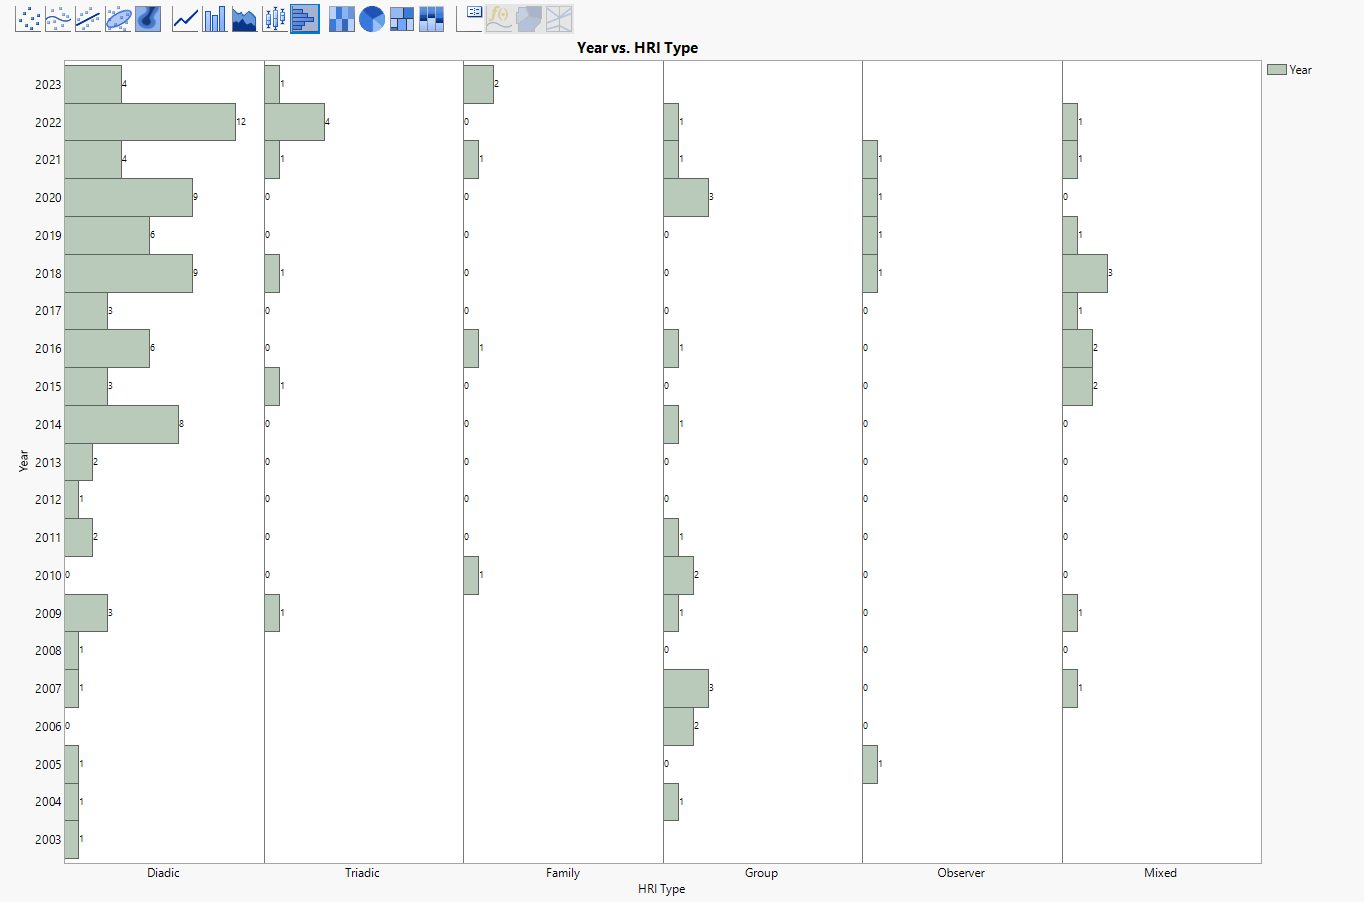 f(x)
Year vs. HRI Type
Year
2023 4 1 2
2022 12 4 0 1 1
2021 4 1 1 1 1 1
2020 9 0 0 3 1 0
2019 6 0 0 0 1 1
2018 9 1 0 0 1 3
2017 3 0 0 0 0 1
2016 6 0 1 1 0 2
2015 3 1 0 0 0 2
2014 8 0 0 1 0 0
2013 2 0 0 0 0 0
2012 1 0 0 0 0 0
2011 2 0 0 1 0 0
2010 0 0 1 2 0 0
2009 3 1 1 0 1
2008 1 0 0 0
2007 1 3 0 1
2006 0 2 0
2005 1 0 1
2004 1 1
2003 1
Year
Diadic Triadic Family Group Observer Mixed
HRI Type